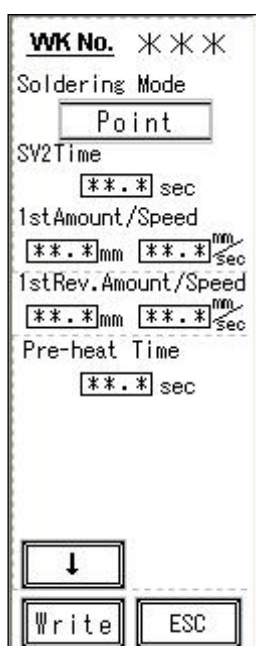 WK No. ＊＊＊
Soldering Mode
Point
SV2Time
**.* sec
1stAmount/Speed
**.* mm **.* mm/sec
1stRev.Amount/Speed
**.* mm **.* mm/sec
Pre-heat Time
**.* sec
↓
Write ESC